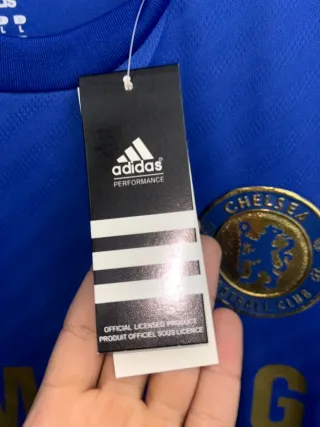 L L
adidas
PERFORMANCE
CHELSEA
FOOTBALL CLUB
OFFICIAL LICENSED PRODUCT
PRODUIT OFFICIEL SOUS LICENCE